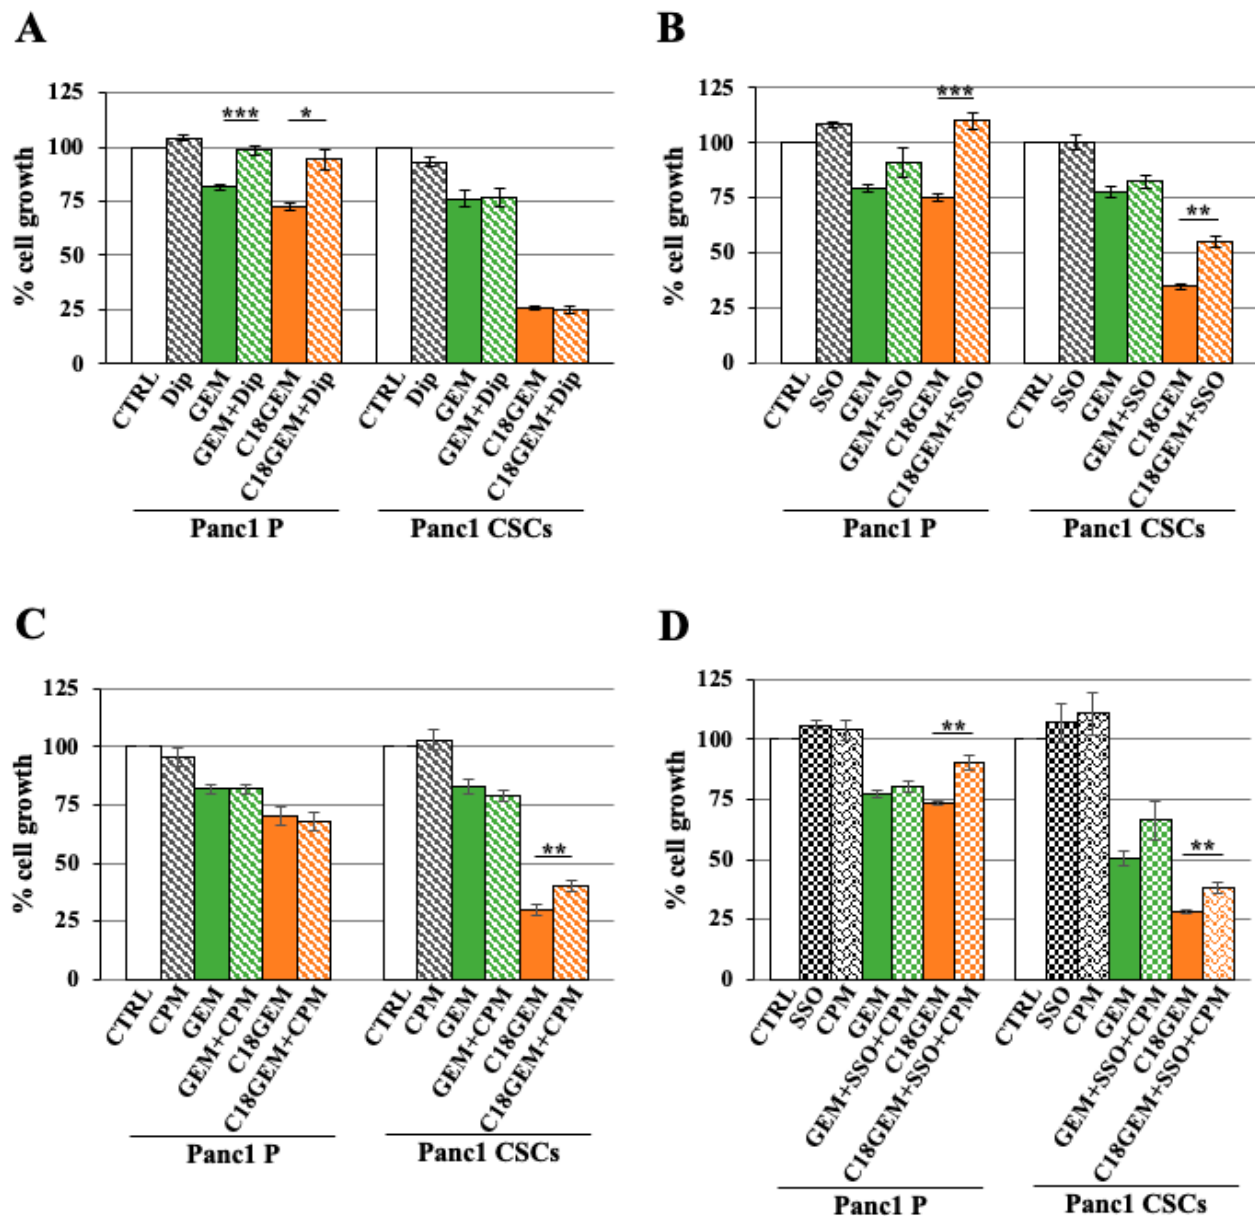 A
% cell growth
125
100
75
50
25
0
*** *
CTRL
Dip
GEM
GEM+Dip
C18GEM
C18GEM+Dip
CTRL
Dip
GEM
GEM+Dip
C18GEM
C18GEM+Dip
Panc1 P
Panc1 CSCs
B
% cell growth
125
100
75
50
25
0
***
**
CTRL
SSO
GEM
GEM+SSO
C18GEM
C18GEM+SSO
CTRL
SSO
GEM
GEM+SSO
C18GEM
C18GEM+SSO
Panc1 P
Panc1 CSCs
C
% cell growth
125
100
75
50
25
0
**
CTRL
CPM
GEM
GEM+CPM
C18GEM
C18GEM+CPM
CTRL
CPM
GEM
GEM+CPM
C18GEM
C18GEM+CPM
Panc1 P
Panc1 CSCs
D
% cell growth
125
100
75
50
25
0
**
**
CTRL
SSO
CPM
GEM
GEM+SSO+CPM
C18GEM
C18GEM+SSO+CPM
CTRL
SSO
CPM
GEM
GEM+SSO+CPM
C18GEM
C18GEM+SSO+CPM
Panc1 P
Panc1 CSCs